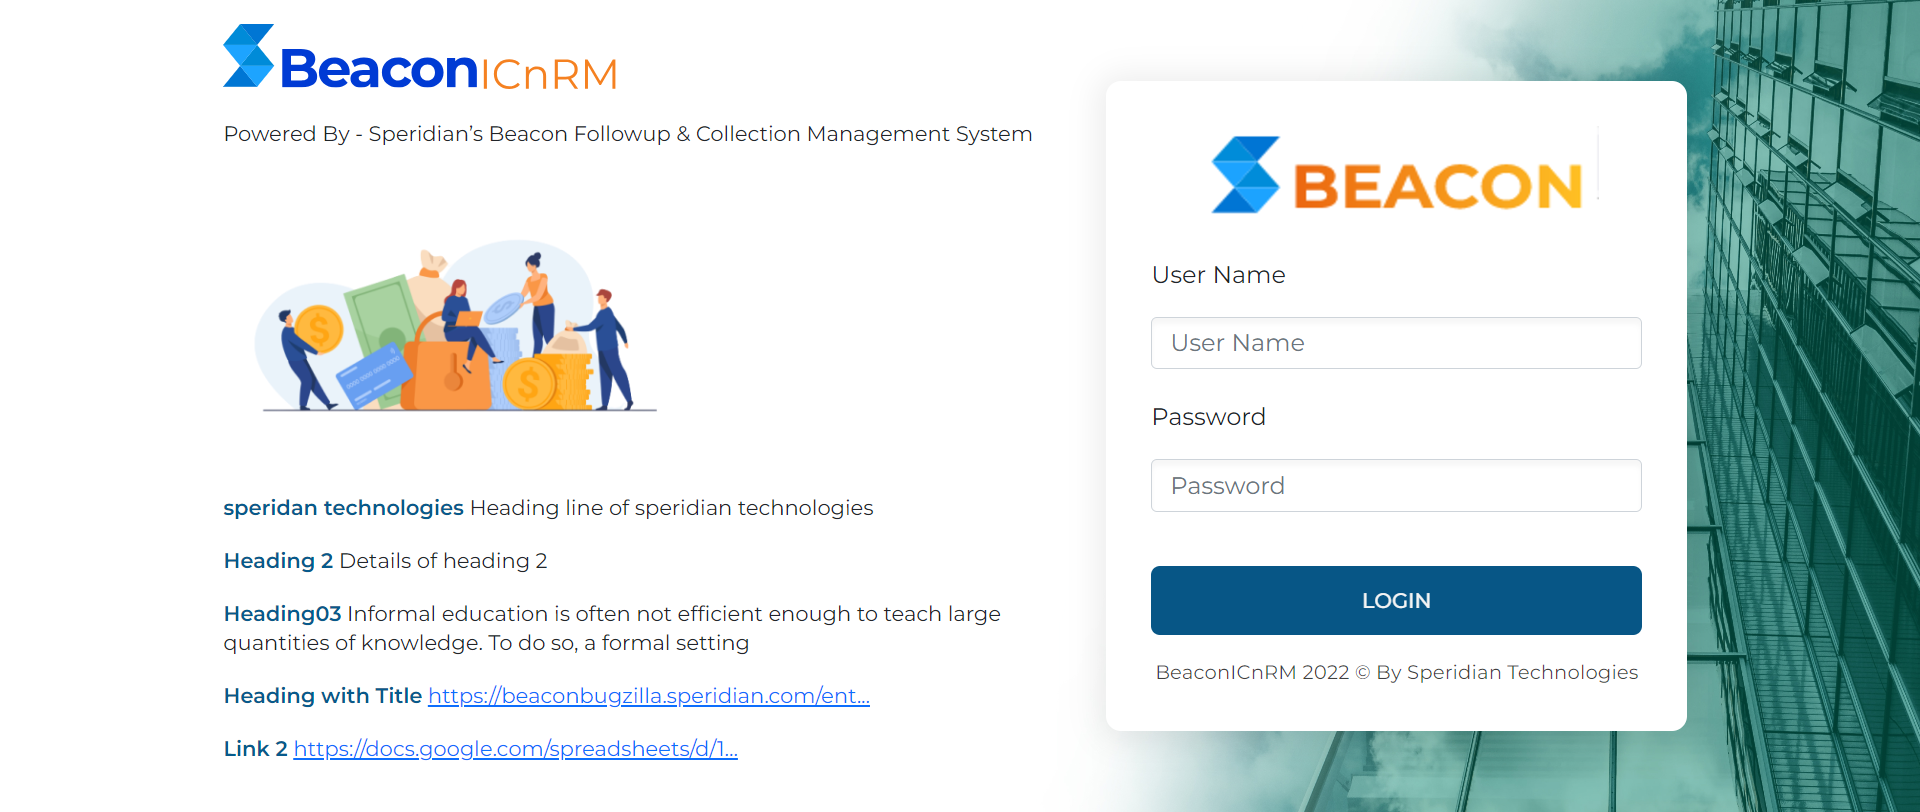 BeaconICnRM
Powered By - Speridian’s Beacon Followup & Collection Management System
speridan technologies Heading line of speridian technologies
Heading 2 Details of heading 2
Heading03 Informal education is often not efficient enough to teach large
quantities of knowledge. To do so, a formal setting
Heading with Title https://beaconbugzilla.speridian.com/ent...
Link 2 https://docs.google.com/spreadsheets/d/1...
BEACON
User Name
User Name
Password
Password
LOGIN
BeaconICnRM 2022 © By Speridian Technologies